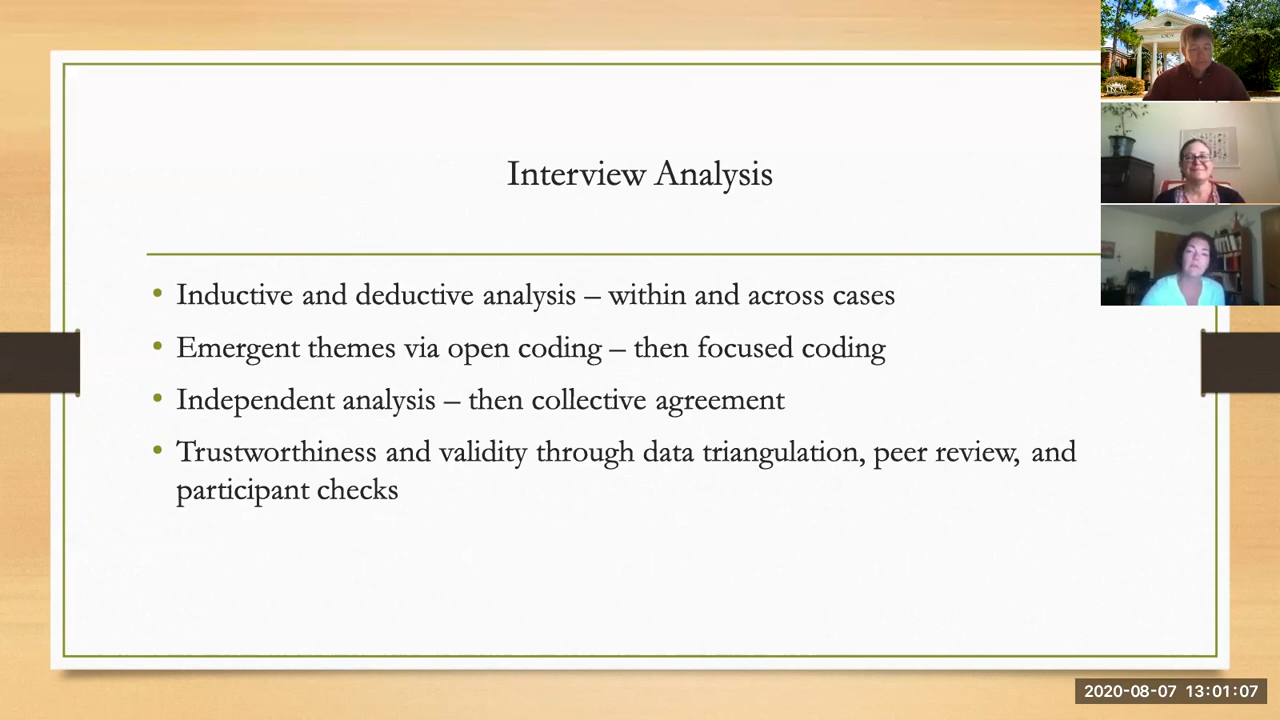 Interview Analysis
• Inductive and deductive analysis – within and across cases
• Emergent themes via open coding – then focused coding
• Independent analysis – then collective agreement
• Trustworthiness and validity through data triangulation, peer review, and
participant checks
2020-08-07 13:01:07